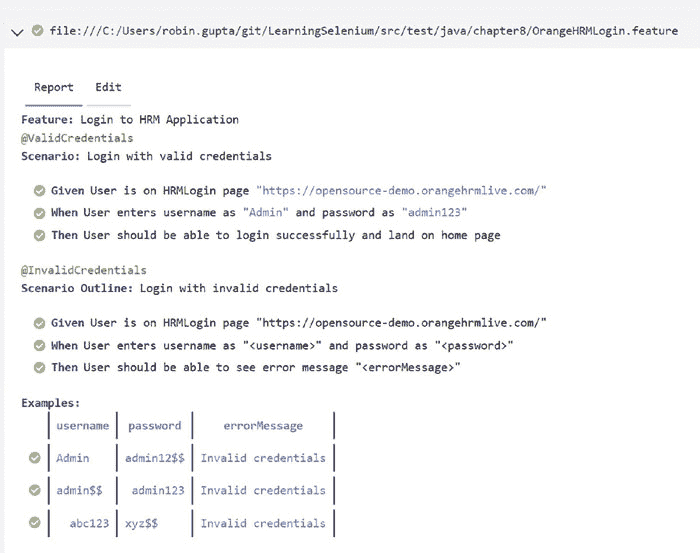 file:///C:/Users/robin.gupta/git/LearningSelenium/src/test/java/chapter8/OrangeHRMLogin.feature
Report Edit
Feature: Login to HRM Application
@ValidCredentials
Scenario: Login with valid credentials
Given User is on HRMLogin page "https://opensource-demo.orangehrmlive.com/"
When User enters username as "Admin" and password as "admin123"
Then User should be able to login successfully and land on home page
@InvalidCredentials
Scenario Outline: Login with invalid credentials
Given User is on HRMLogin page "https://opensource-demo.orangehrmlive.com/"
When User enters username as "<username>" and password as "<password>"
Then User should be able to see error message "<errorMessage>"
Examples:
username password errorMessage
Admin admin12$$ Invalid credentials
admin$$ admin123 Invalid credentials
abc123 xyz$$ Invalid credentials